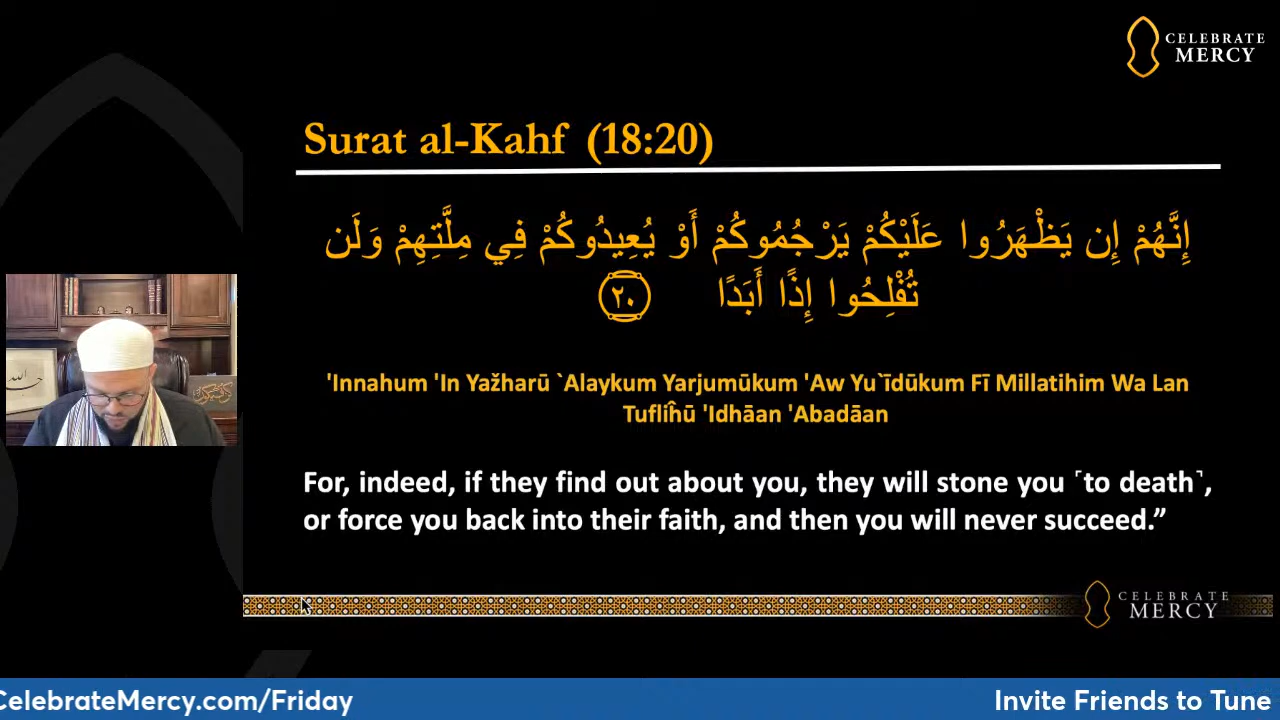 CELEBRATE
MERCY
Surat al-Kahf (18:20)
إِنَّهُمْ إِن يَظْهَرُوا عَلَيْكُمْ يَرْجُمُوكُمْ أَوْ يُعِيدُوكُمْ فِي مِلَّتِهِمْ وَلَن
تُفْلِحُوا إِذًا أَبَدًا ٢٠
'Innahum 'In Yažharū `Alaykum Yarjumūkum 'Aw Yu`īdūkum Fī Millatihim Wa Lan
Tuflíĥū 'Idhāan 'Abadāan
For, indeed, if they find out about you, they will stone you ˹to death˺,
or force you back into their faith, and then you will never succeed.”
CELEBRATE
MERCY
CelebrateMercy.com/Friday
Invite Friends to Tune